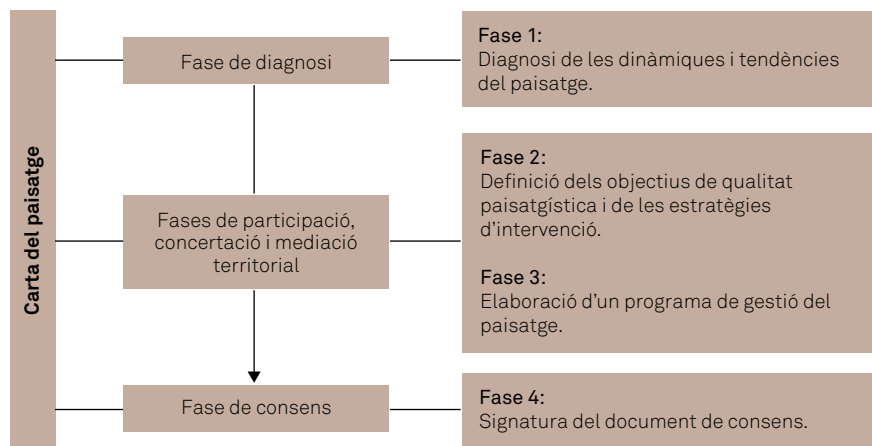 Carta del paisatge
Fase de diagnosi
Fase 1:
Diagnosi de les dinàmiques i tendències
del paisatge.
Fases de participació,
concertació i mediació
territorial
Fase 2:
Definició dels objectius de qualitat
paisatgística i de les estratègies
d’intervenció.
Fase 3:
Elaboració d’un programa de gestió del
paisatge.
Fase de consens
Fase 4:
Signatura del document de consens.